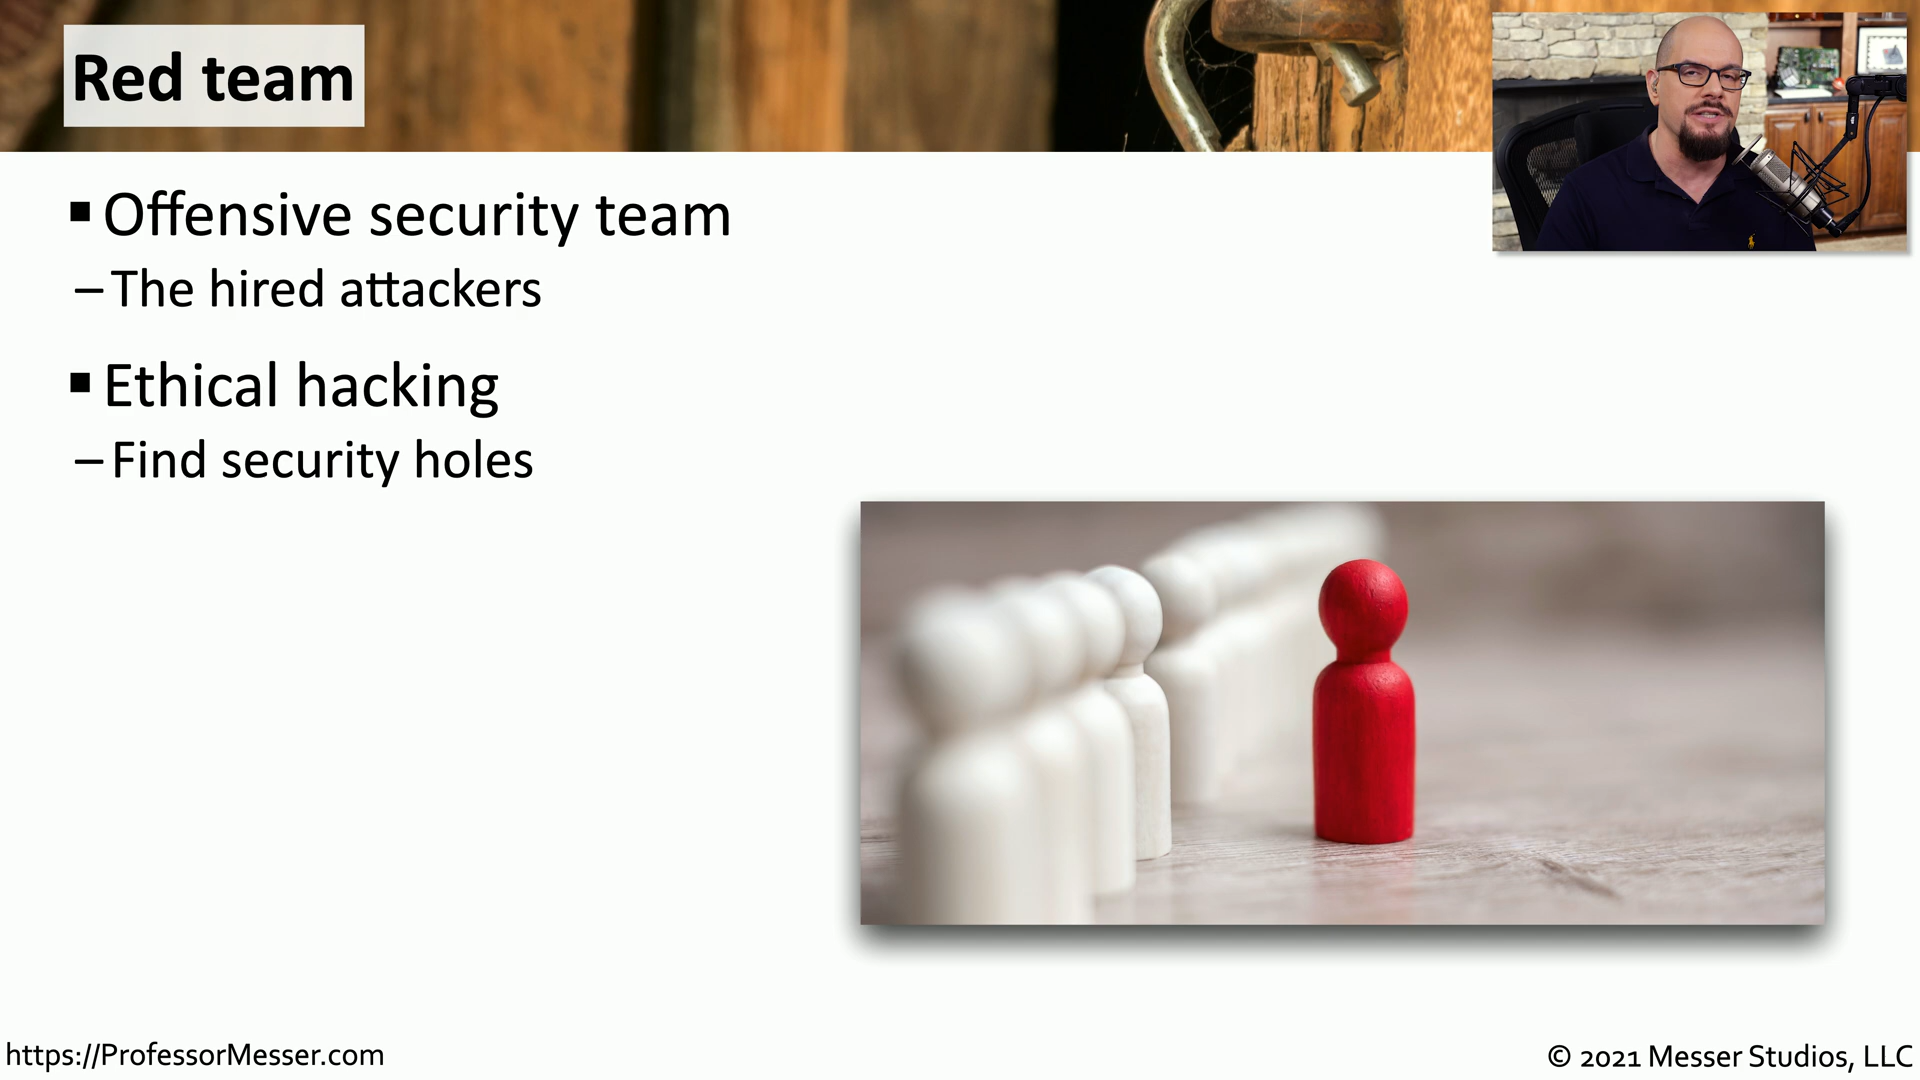 Red team
▪ Offensive security team
– The hired attackers
▪ Ethical hacking
– Find security holes
https://ProfessorMesser.com
© 2021 Messer Studios, LLC